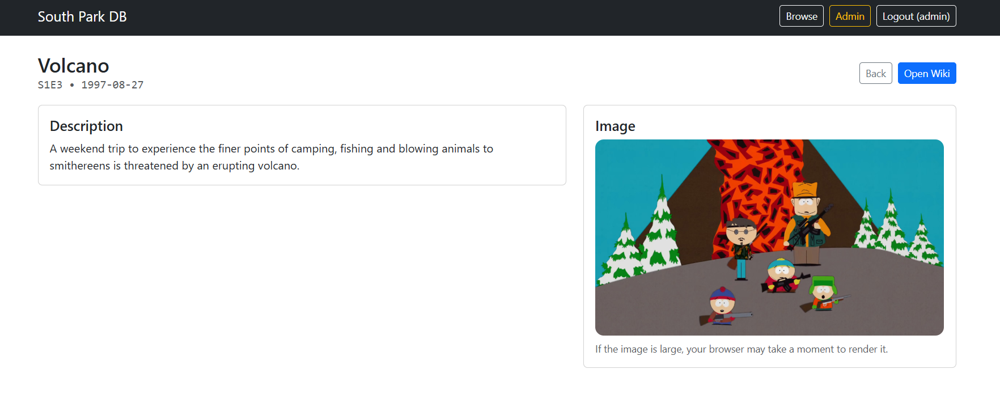 South Park DB
Browse
Admin
Logout (admin)
Volcano
S1E3 • 1997-08-27
Back
Open Wiki
Description
A weekend trip to experience the finer points of camping, fishing and blowing animals to
smithereens is threatened by an erupting volcano.
Image
If the image is large, your browser may take a moment to render it.